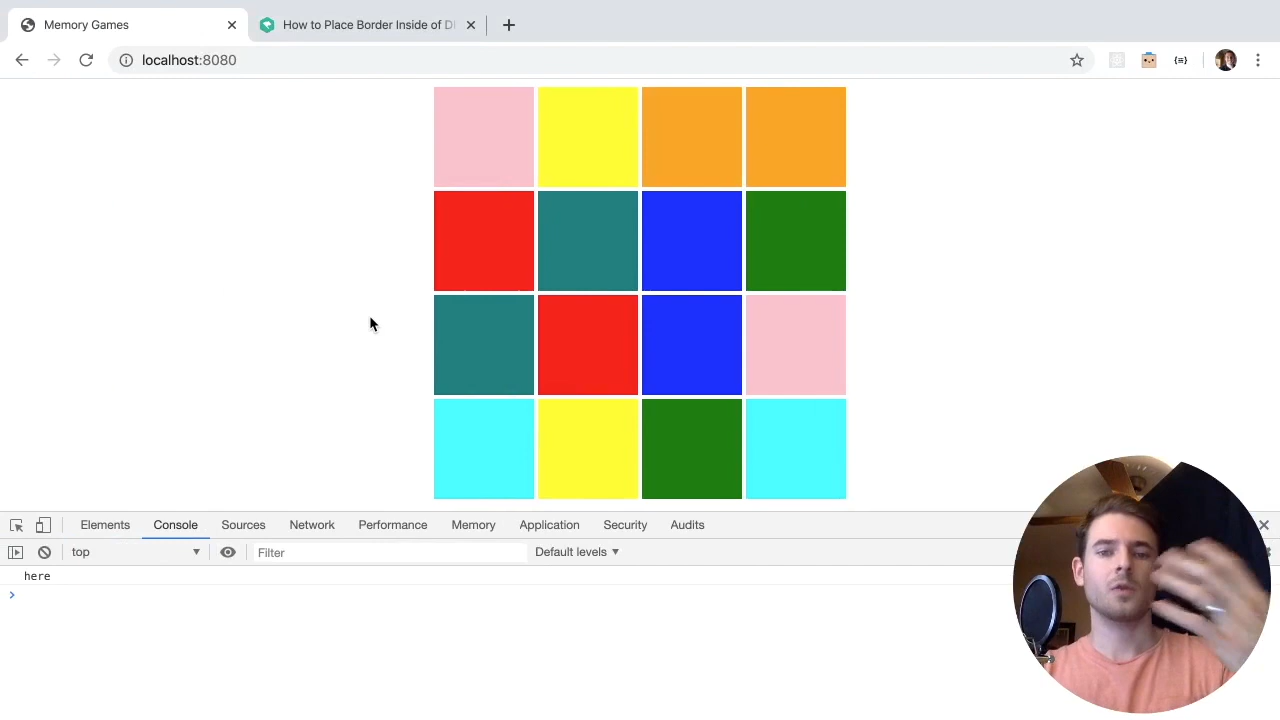 Memory Games
How to Place Border Inside of D
localhost:8080
Elements Console Sources Network Performance Memory Application Security Audits
top Filter Default levels
here